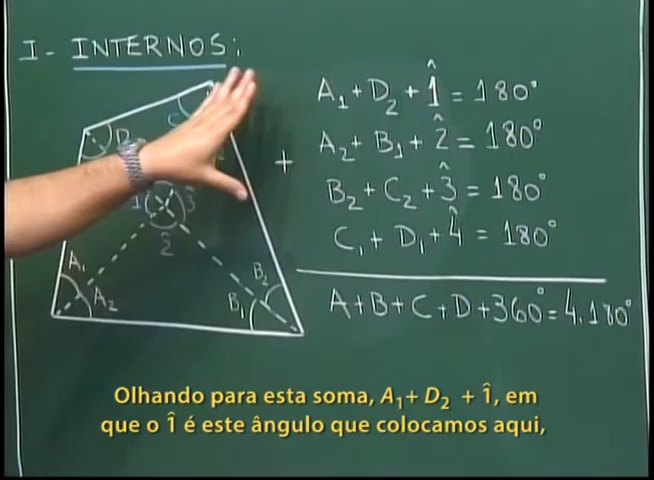 I - INTERNOS:
A₁ + D₂ + 1̂ = 180°
A₂ + B₁ + 2̂ = 180°
B₂ + C₂ + 3̂ = 180°
C₁ + D₁ + 4̂ = 180°
+
A + B + C + D + 360° = 4.180°
C
D
1
3̂
2̂
A₁
A₂
B₂
B₁
Olhando para esta soma, A₁ + D₂ + 1̂, em
que o 1̂ é este ângulo que colocamos aqui,